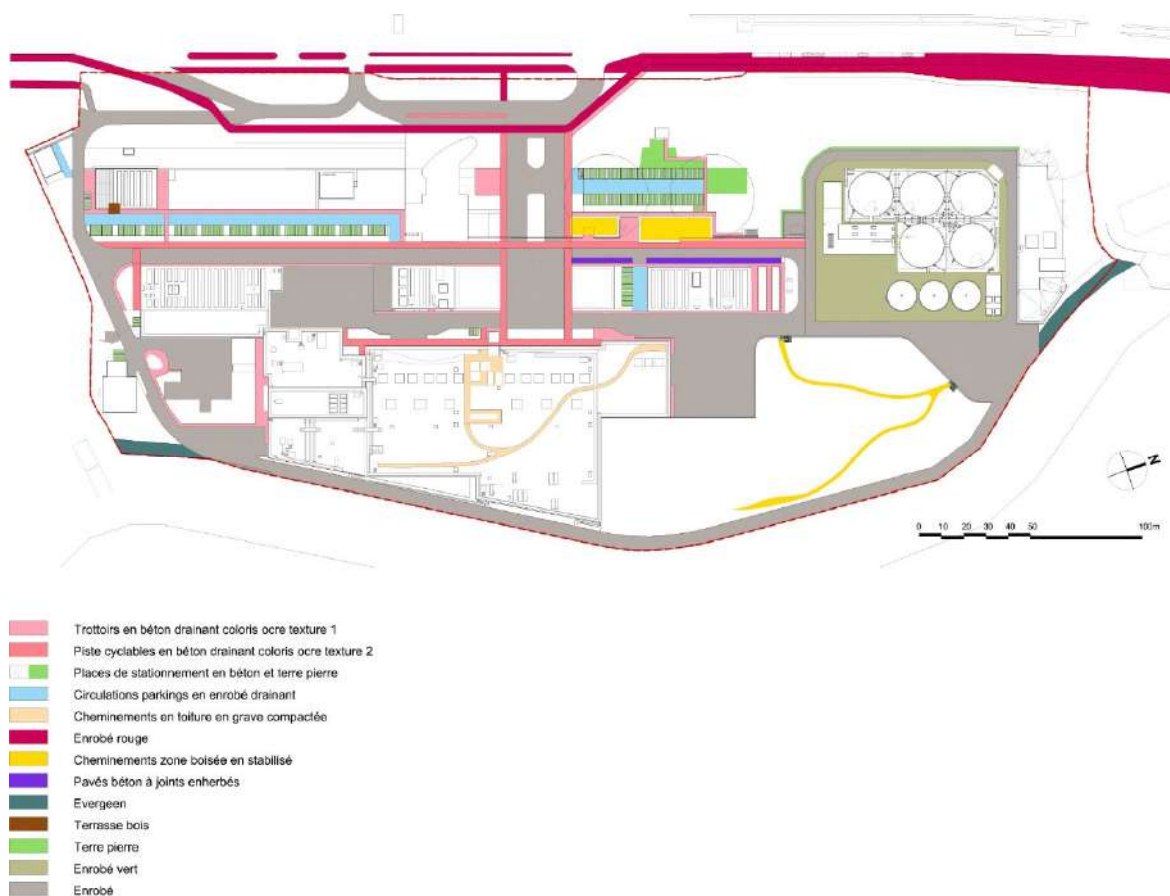 N
0 10 20 30 40 50 100m
Trottoirs en béton drainant coloris ocre texture 1
Piste cyclables en béton drainant coloris ocre texture 2
Places de stationnement en béton et terre pierre
Circulations parkings en enrobé drainant
Cheminements en toiture en grave compactée
Enrobé rouge
Cheminements zone boisée en stabilisé
Pavés béton à joints enherbés
Evergeen
Terrasse bois
Terre pierre
Enrobé vert
Enrobé